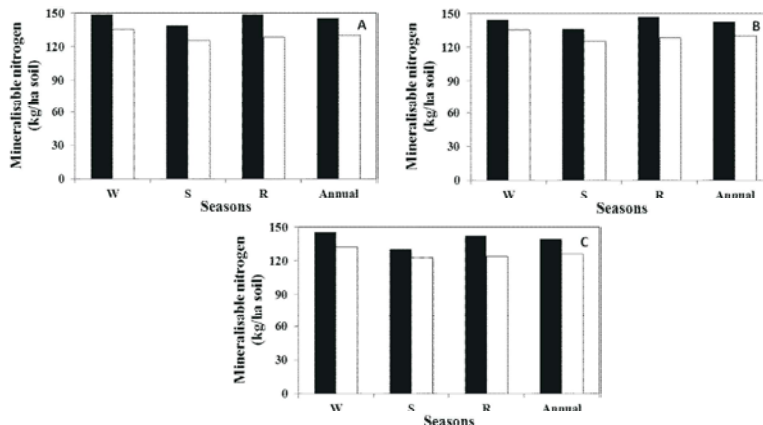 Mineralisable nitrogen
(kg/ha soil)
150
120
90
60
30
0
A
W S R Annual
Seasons
Mineralisable nitrogen
(kg/ha soil)
150
120
90
60
30
0
B
W S R Annual
Seasons
Mineralisable nitrogen
(kg/ha soil)
150
120
90
60
30
0
C
W S R Annual
Seasons